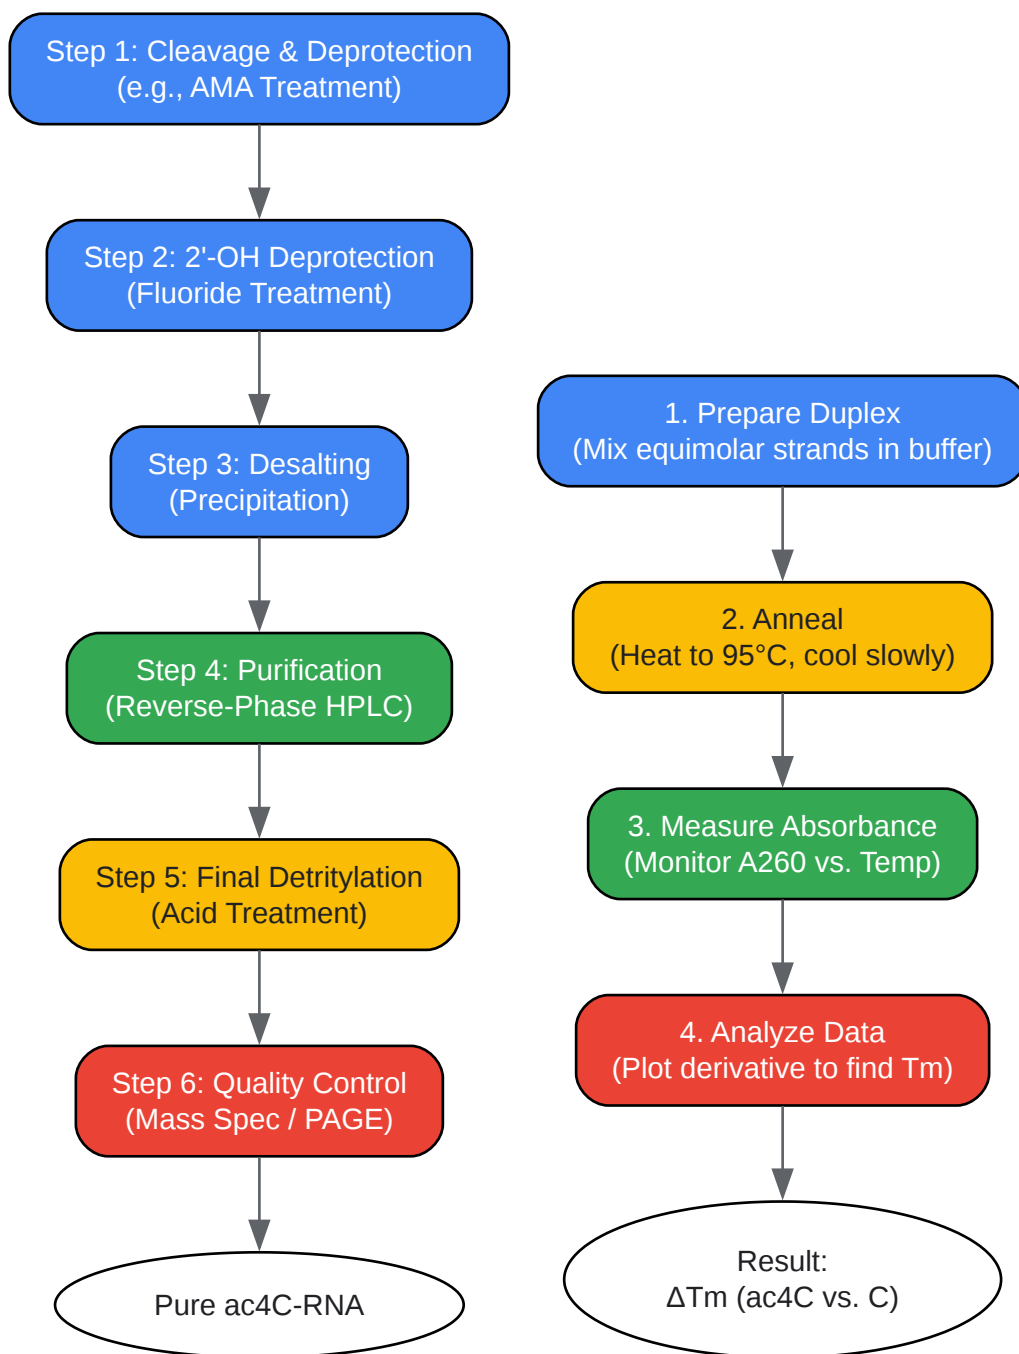 Step 1: Cleavage & Deprotection
(e.g., AMA Treatment)
Step 2: 2'-OH Deprotection
(Fluoride Treatment)
Step 3: Desalting
(Precipitation)
Step 4: Purification
(Reverse-Phase HPLC)
Step 5: Final Detritylation
(Acid Treatment)
Step 6: Quality Control
(Mass Spec / PAGE)
Pure ac4C-RNA
1. Prepare Duplex
(Mix equimolar strands in buffer)
2. Anneal
(Heat to 95°C, cool slowly)
3. Measure Absorbance
(Monitor A260 vs. Temp)
4. Analyze Data
(Plot derivative to find Tm)
Result:
ΔTm (ac4C vs. C)